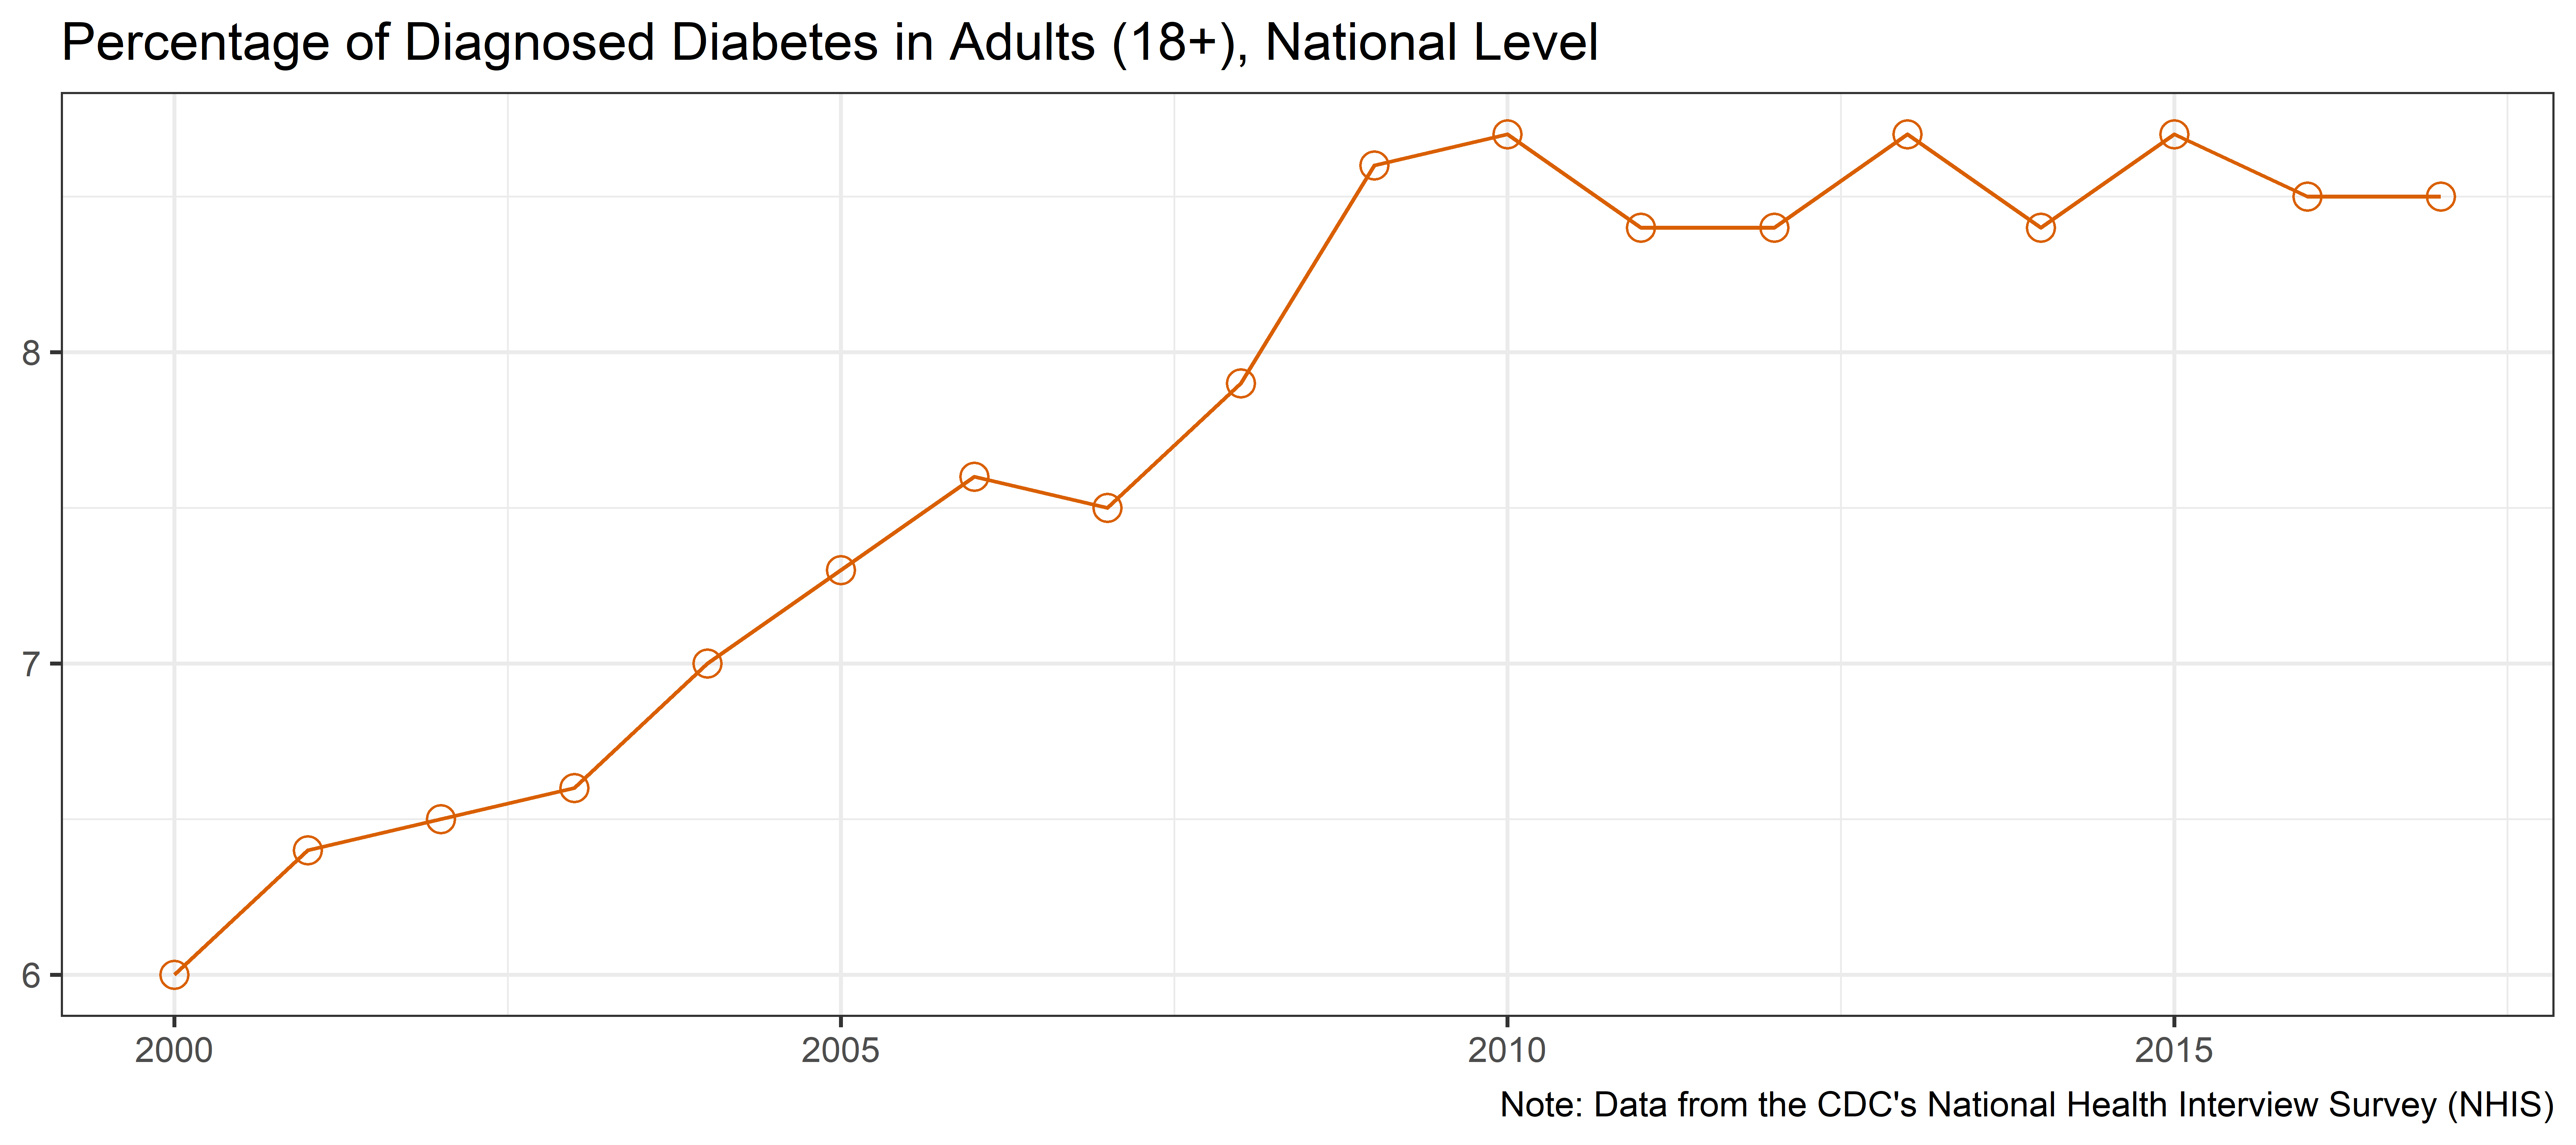 Percentage of Diagnosed Diabetes in Adults (18+), National Level
8
7
6
2000 2005 2010 2015
Note: Data from the CDC's National Health Interview Survey (NHIS)